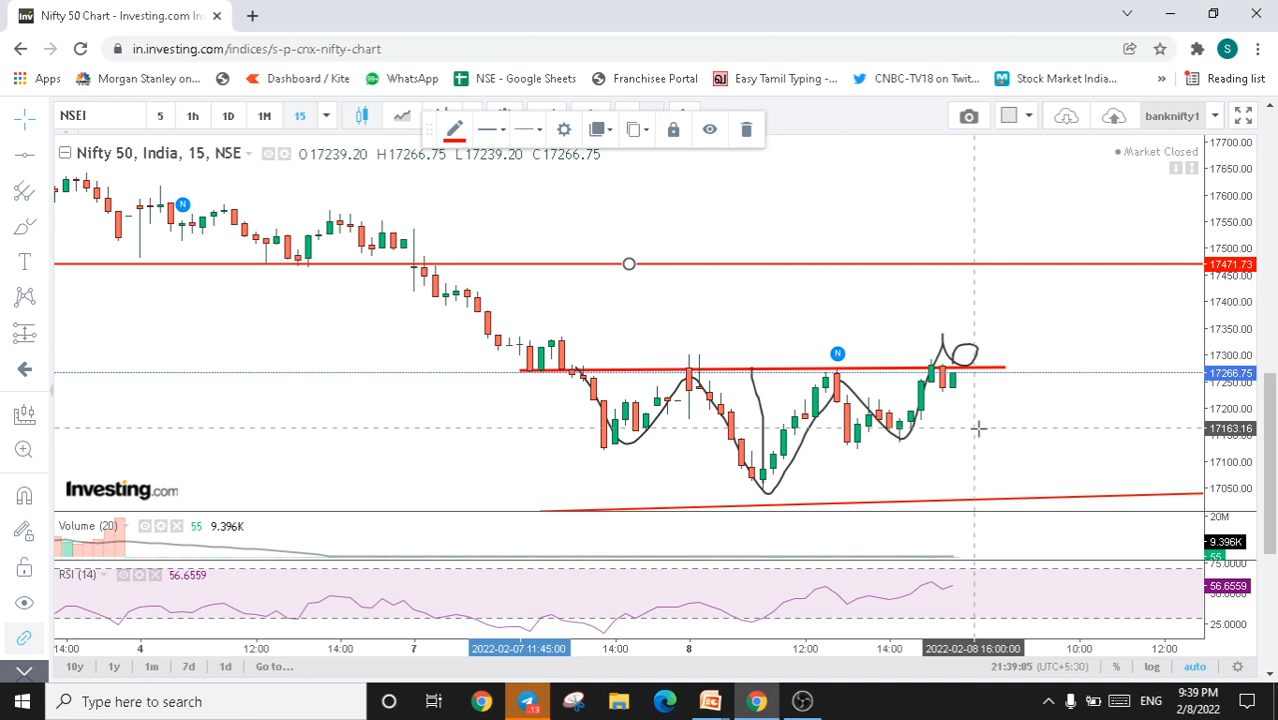 Nifty 50 Chart - Investing.com In
in.investing.com/indices/s-p-cnx-nifty-chart
Apps Morgan Stanley on... Dashboard / Kite WhatsApp NSE - Google Sheets Franchisee Portal Easy Tamil Typing -... CNBC-TV18 on Twit... Stock Market India... » Reading list
NSEI 5 1h 1D 1M 15 banknifty1
Nifty 50, India, 15, NSE O 17239.20 H 17266.75 L 17239.20 C 17266.75
Market Closed
17700.00
17650.00
17600.00
17550.00
17500.00
17471.73
17450.00
17400.00
17350.00
17300.00
17266.75
17250.00
17200.00
17163.16
17100.00
17050.00
N
N
Investing.com
Volume (20) 55 9.396K
20M
9.396K
55
RSI (14) 56.6559
75.0000
56.6559
25.0000
14:00 4 12:00 14:00 7 2022-02-07 11:45:00 14:00 8 12:00 14:00 2022-02-08 16:00:00 10:00 12:00
10y 1y 1m 7d 1d Go to... 21:39:05 (UTC+5:30) % log auto
Type here to search
13
ENG
9:39 PM
2/8/2022
S
T